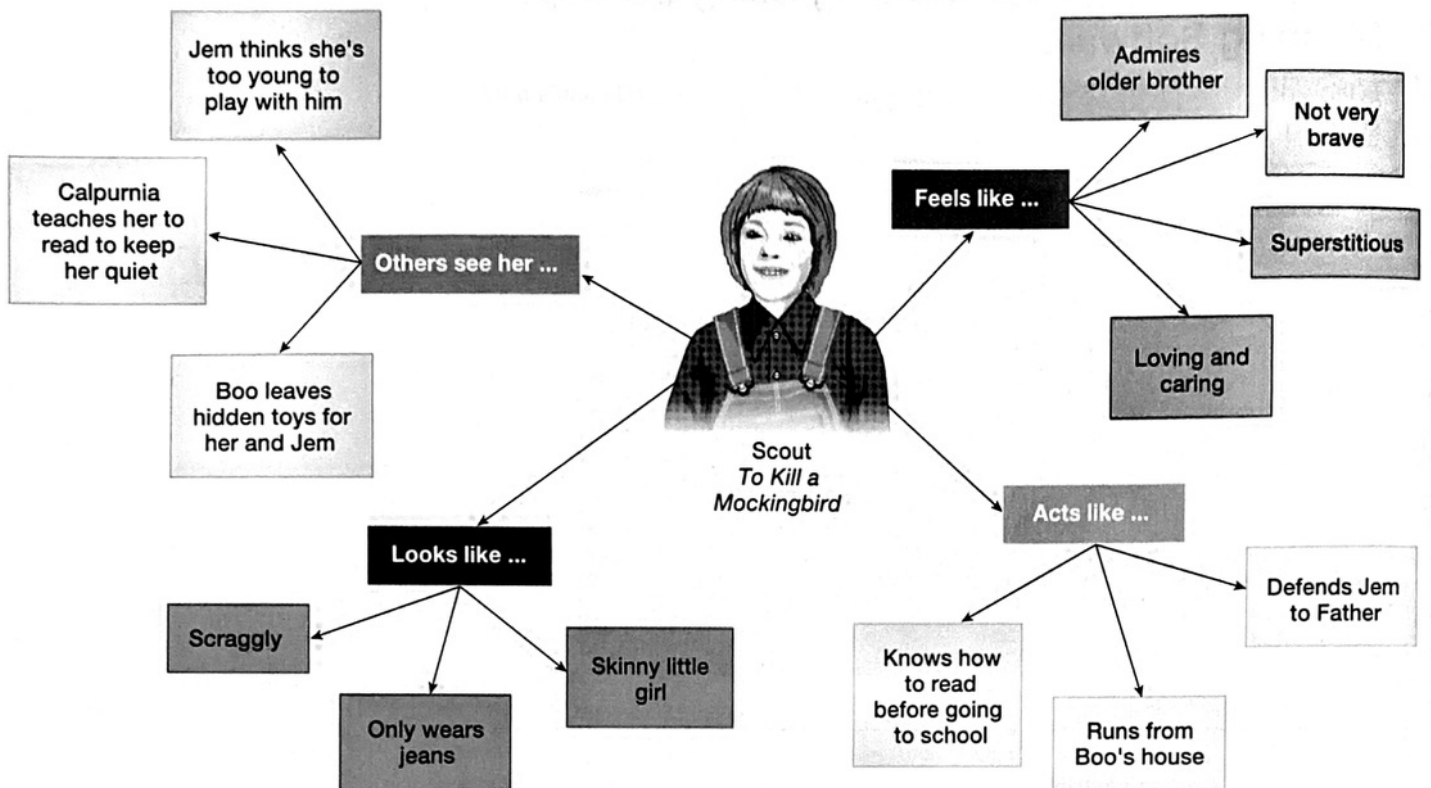 Jem thinks she's
too young to
play with him
Calpurnia
teaches her to
read to keep
her quiet
Others see her ...
Boo leaves
hidden toys for
her and Jem
Admires
older brother
Not very
brave
Feels like ...
Superstitious
Loving and
caring
Scout
To Kill a
Mockingbird
Looks like ...
Scraggly
Only wears
jeans
Skinny little
girl
Acts like ...
Defends Jem
to Father
Knows how
to read
before going
to school
Runs from
Boo's house